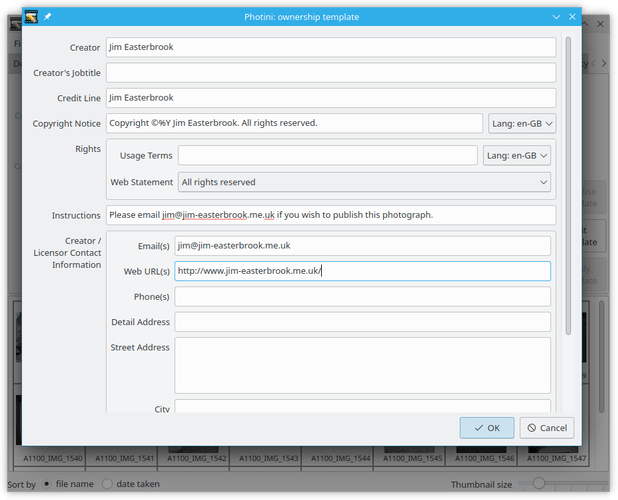 Photini: ownership template
Creator Jim Easterbrook
Creator's Jobtitle
Credit Line Jim Easterbrook
Copyright Notice Copyright ©%Y Jim Easterbrook. All rights reserved. Lang: en-GB
Rights
Usage Terms Lang: en-GB
Web Statement All rights reserved
Instructions Please email jim@jim-easterbrook.me.uk if you wish to publish this photograph.
Creator /
Licensor Contact
Information
Email(s) jim@jim-easterbrook.me.uk
Web URL(s) http://www.jim-easterbrook.me.uk/
Phone(s)
Detail Address
Street Address
City
OK Cancel
A1100_IMG_1540 A1100_IMG_1541 A1100_IMG_1542 A1100_IMG_1543 A1100_IMG_1544 A1100_IMG_1545 A1100_IMG_1546 A1100_IMG_1547
Sort by file name date taken Thumbnail size